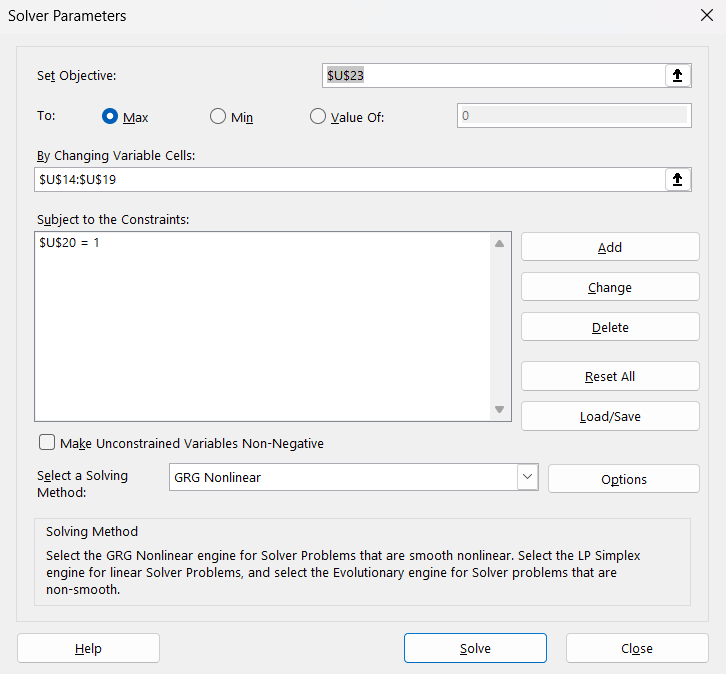 Solver Parameters
Set Objective:
$U$23
To:
Max
Min
Value Of:
0
By Changing Variable Cells:
$U$14:$U$19
Subject to the Constraints:
$U$20 = 1
Add
Change
Delete
Reset All
Load/Save
Make Unconstrained Variables Non-Negative
Select a Solving
Method:
GRG Nonlinear
Options
Solving Method
Select the GRG Nonlinear engine for Solver Problems that are smooth nonlinear. Select the LP Simplex
engine for linear Solver Problems, and select the Evolutionary engine for Solver problems that are
non-smooth.
Help
Solve
Close